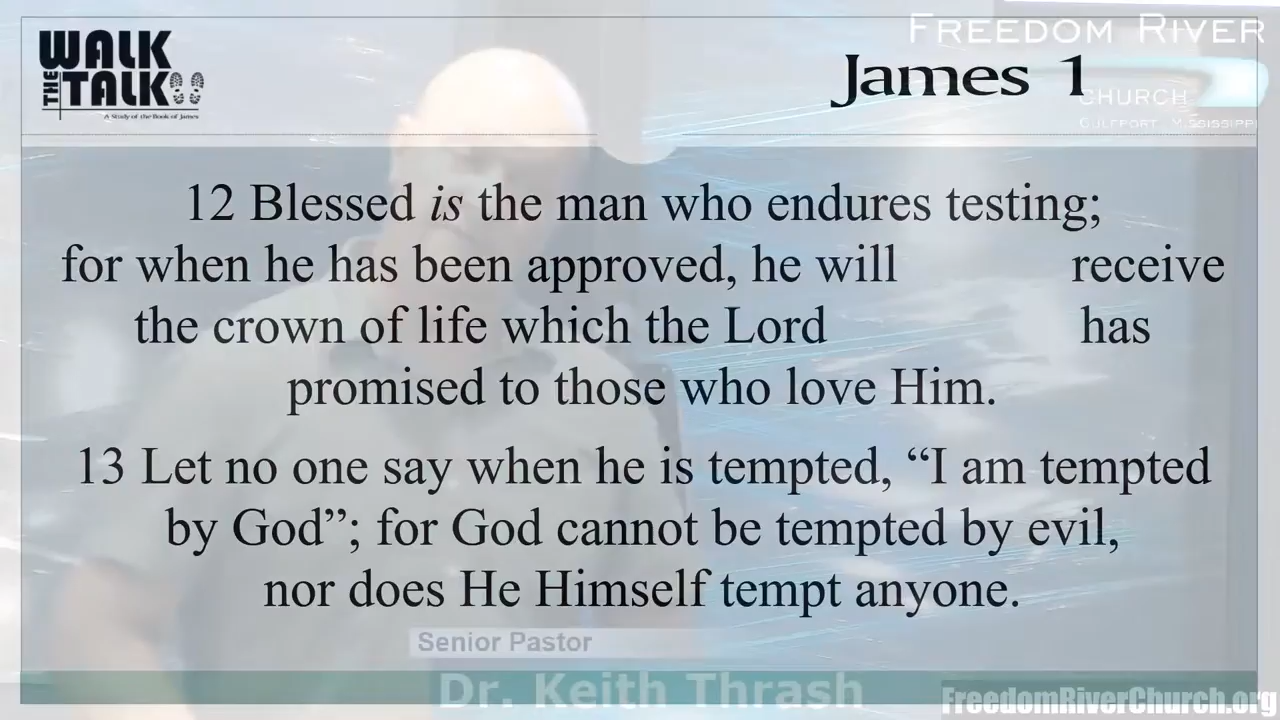 WALK
THE
TALK
A Study of the Book of James
FREEDOM RIVER
James 1
CHURCH
GULFPORT, MISSISSIPPI
12 Blessed is the man who endures testing;
for when he has been approved, he will receive
the crown of life which the Lord has
promised to those who love Him.
13 Let no one say when he is tempted, “I am tempted
by God”; for God cannot be tempted by evil,
nor does He Himself tempt anyone.
Senior Pastor
Dr. Keith Thrash
FreedomRiverChurch.org